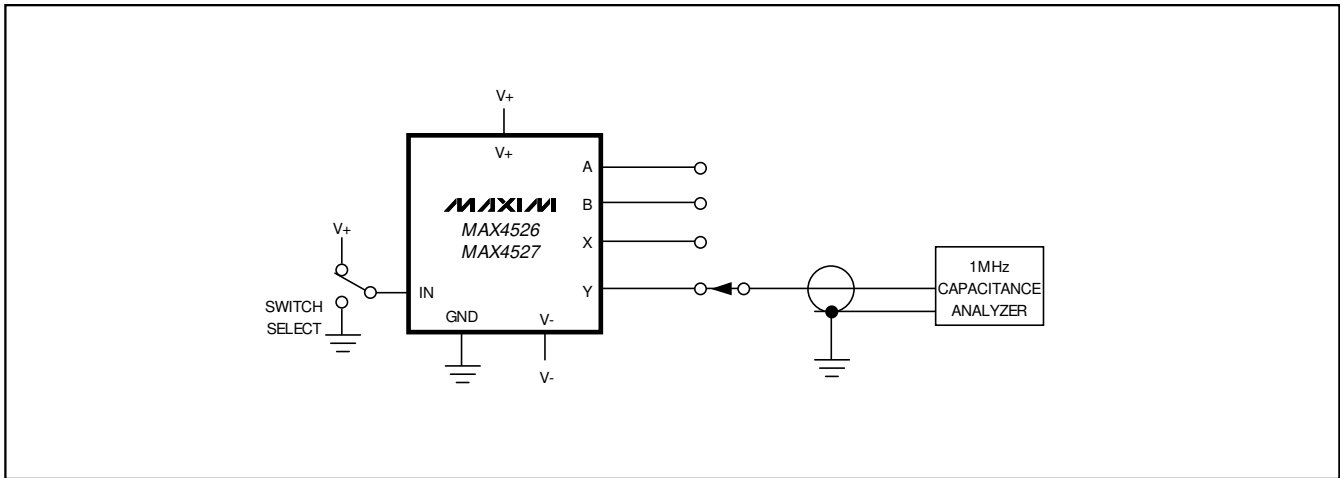 V+
V+
A
MAXIM
B
MAX4526
V+
MAX4527
X
1MHz
Y
CAPACITANCE
IN
SWITCH
ANALYZER
SELECT
GND
V-
V-